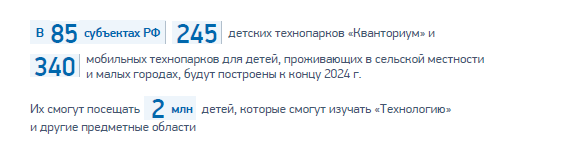 В 85 субъектах РФ 245 детских технопарков «Кванториум» и
340 мобильных технопарков для детей, проживающих в сельской местности
и малых городах, будут построены к концу 2024 г.
Их смогут посещать 2 млн детей, которые смогут изучать «Технологию»
и другие предметные области